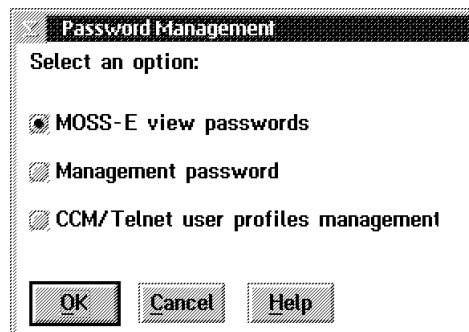 Password Management
Select an option:
MOSS-E view passwords
Management password
CCM/Telnet user profiles management
OK Cancel Help